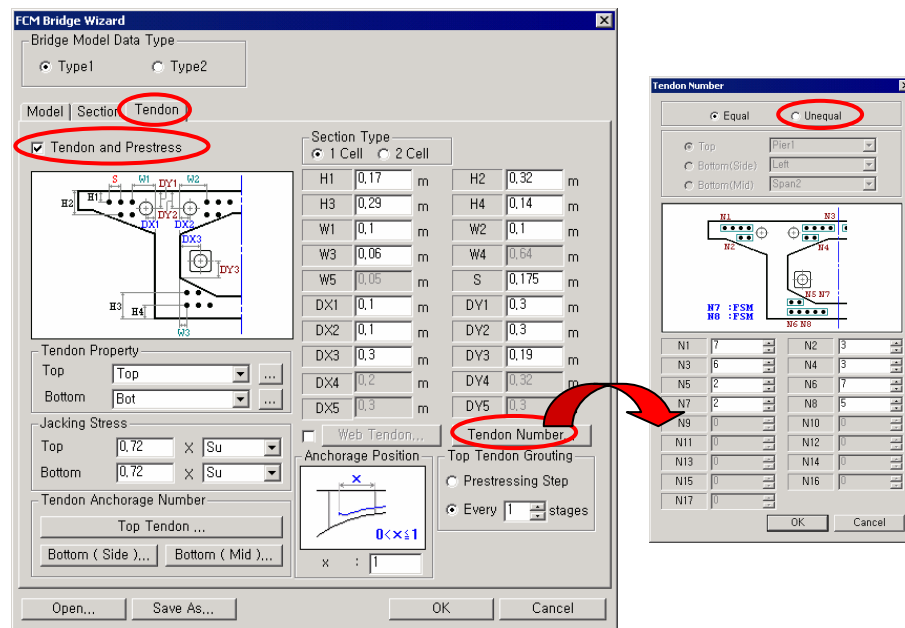 FCM Bridge Wizard
Bridge Model Data Type
Type1 Type2
Model Section Tendon
Tendon and Prestress
S W1 DY1 W2
H1
H2
DY2
DX1 DX2
DX3
DY3
H3 H4
W3
Section Type
1 Cell 2 Cell
H1 0,17 m H2 0,32 m
H3 0,29 m H4 0,14 m
W1 0,1 m W2 0,1 m
W3 0,06 m W4 0,64 m
W5 0,05 m S 0,175 m
DX1 0,1 m DY1 0,3 m
DX2 0,1 m DY2 0,3 m
DX3 0,3 m DY3 0,19 m
DX4 0,2 m DY4 0,32 m
DX5 0,3 m DY5 0,3
Web Tendon... Tendon Number...
Tendon Property
Top Top ...
Bottom Bot ...
Jacking Stress
Top 0,72 X Su
Bottom 0,72 X Su
Tendon Anchorage Number
Top Tendon ...
Bottom ( Side )... Bottom ( Mid )...
Anchorage Position
x
0<x≦1
x : 1
Top Tendon Grouting
Prestressing Step
Every 1 stages
Open... Save As... OK Cancel
Tendon Number
Equal Unequal
Top Pier1
Bottom(Side) Left
Bottom(Mid) Span2
N1 N3
N2 N4
N5 N7
N7 :FSM
N8 :FSM
N6 N8
N1 7 N2 3
N3 6 N4 3
N5 2 N6 7
N7 2 N8 5
N9 0 N10 0
N11 0 N12 0
N13 0 N14 0
N15 0 N16 0
N17 0
OK Cancel